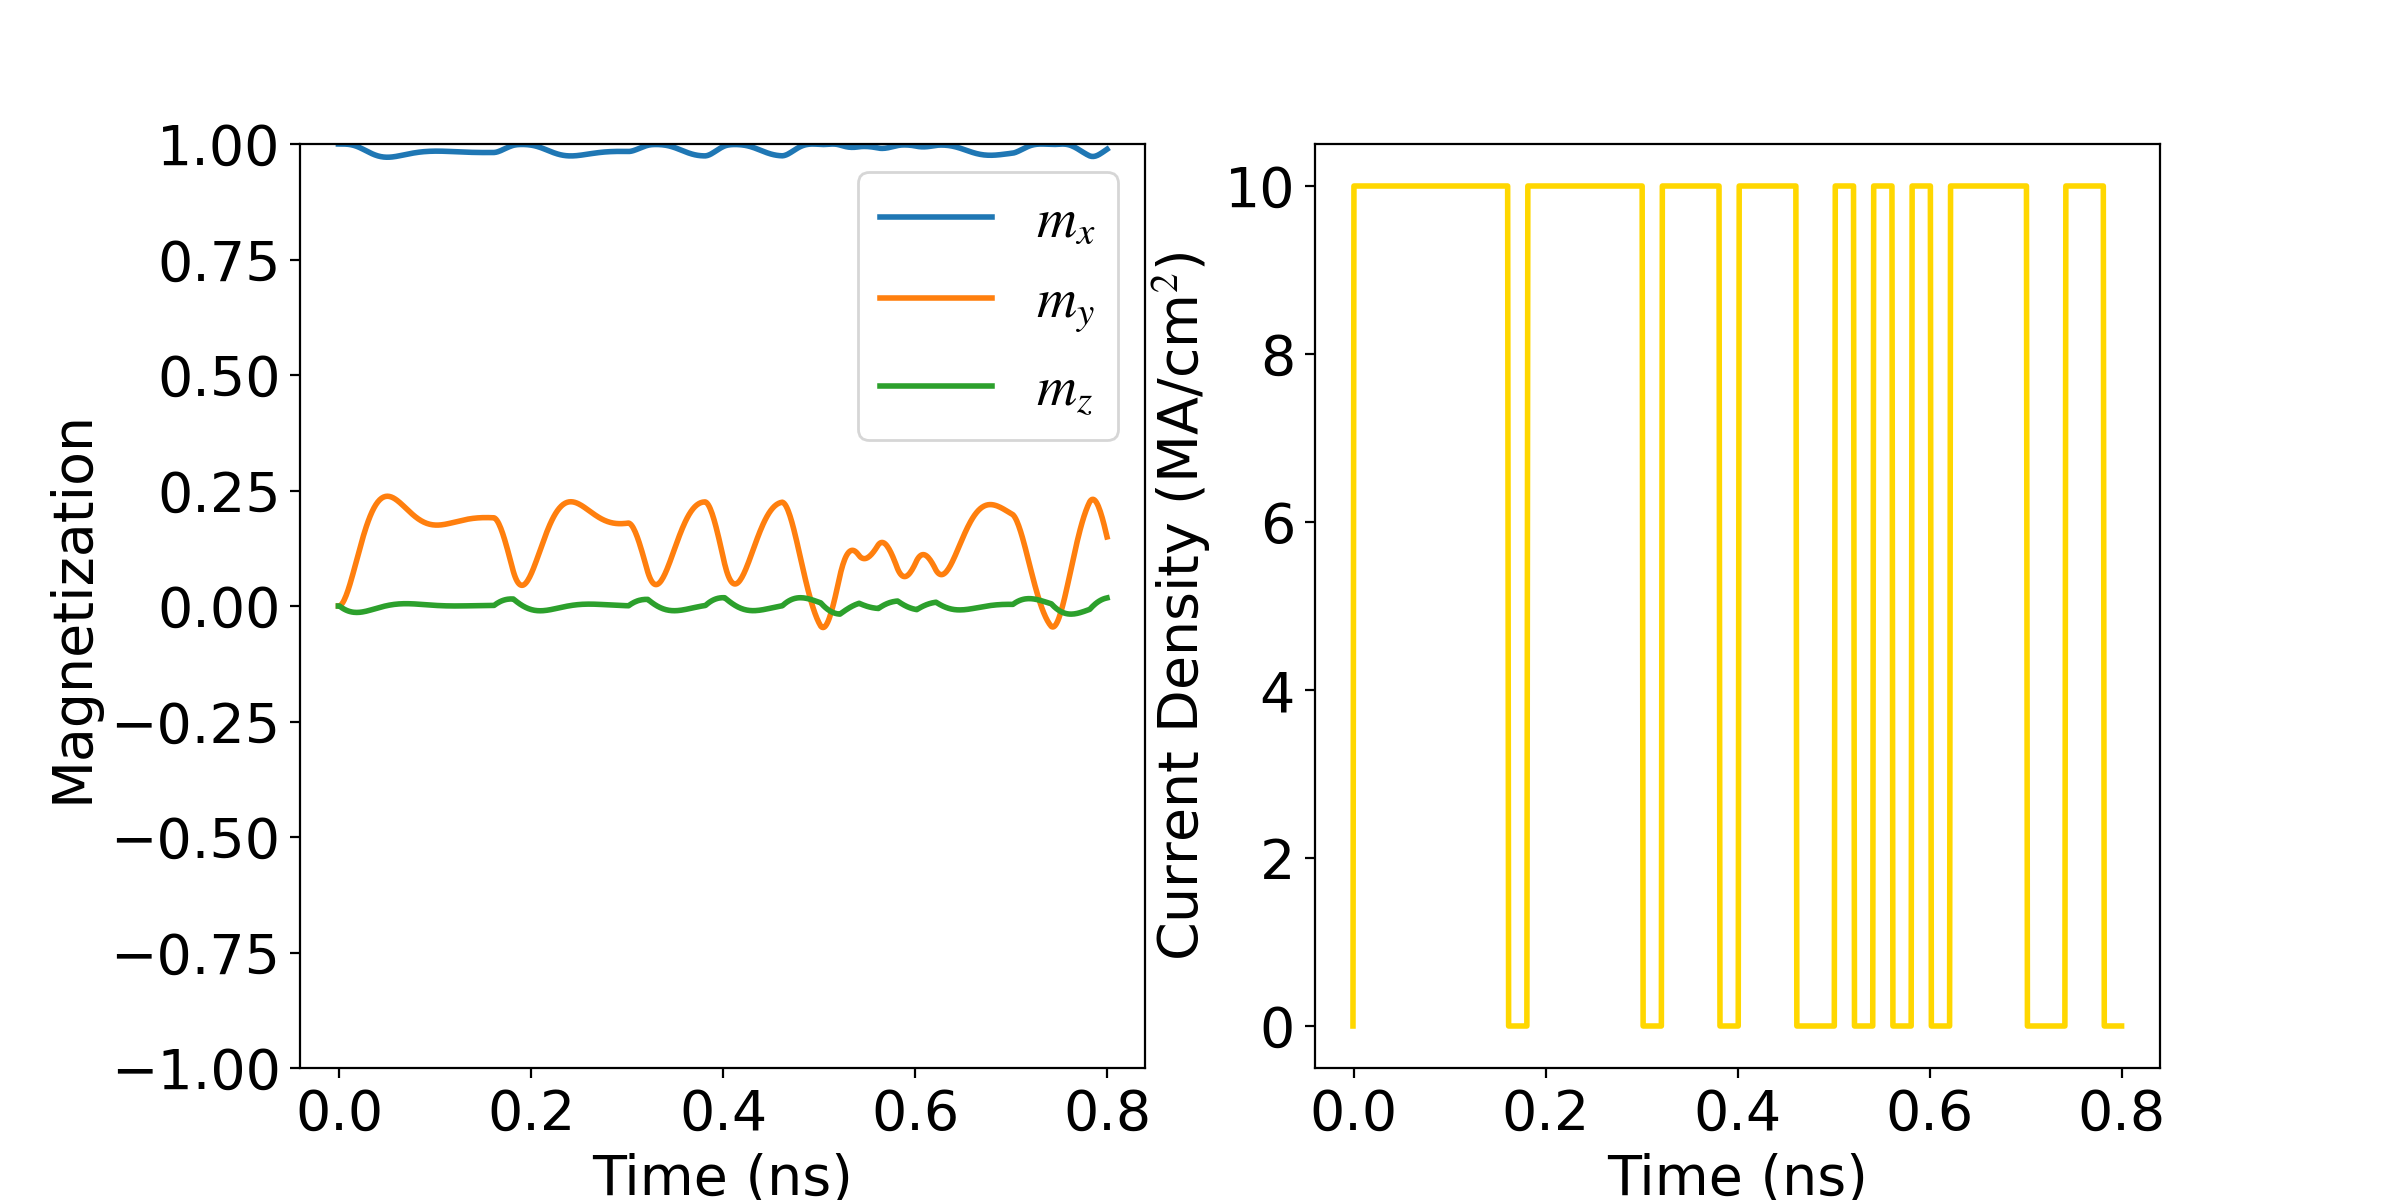 Magnetization
1.00
0.75
0.50
0.25
0.00
−0.25
−0.50
−0.75
−1.00
0.0 0.2 0.4 0.6 0.8
Time (ns)
m_x
m_y
m_z
Current Density (MA/cm²)
10
8
6
4
2
0
0.0 0.2 0.4 0.6 0.8
Time (ns)